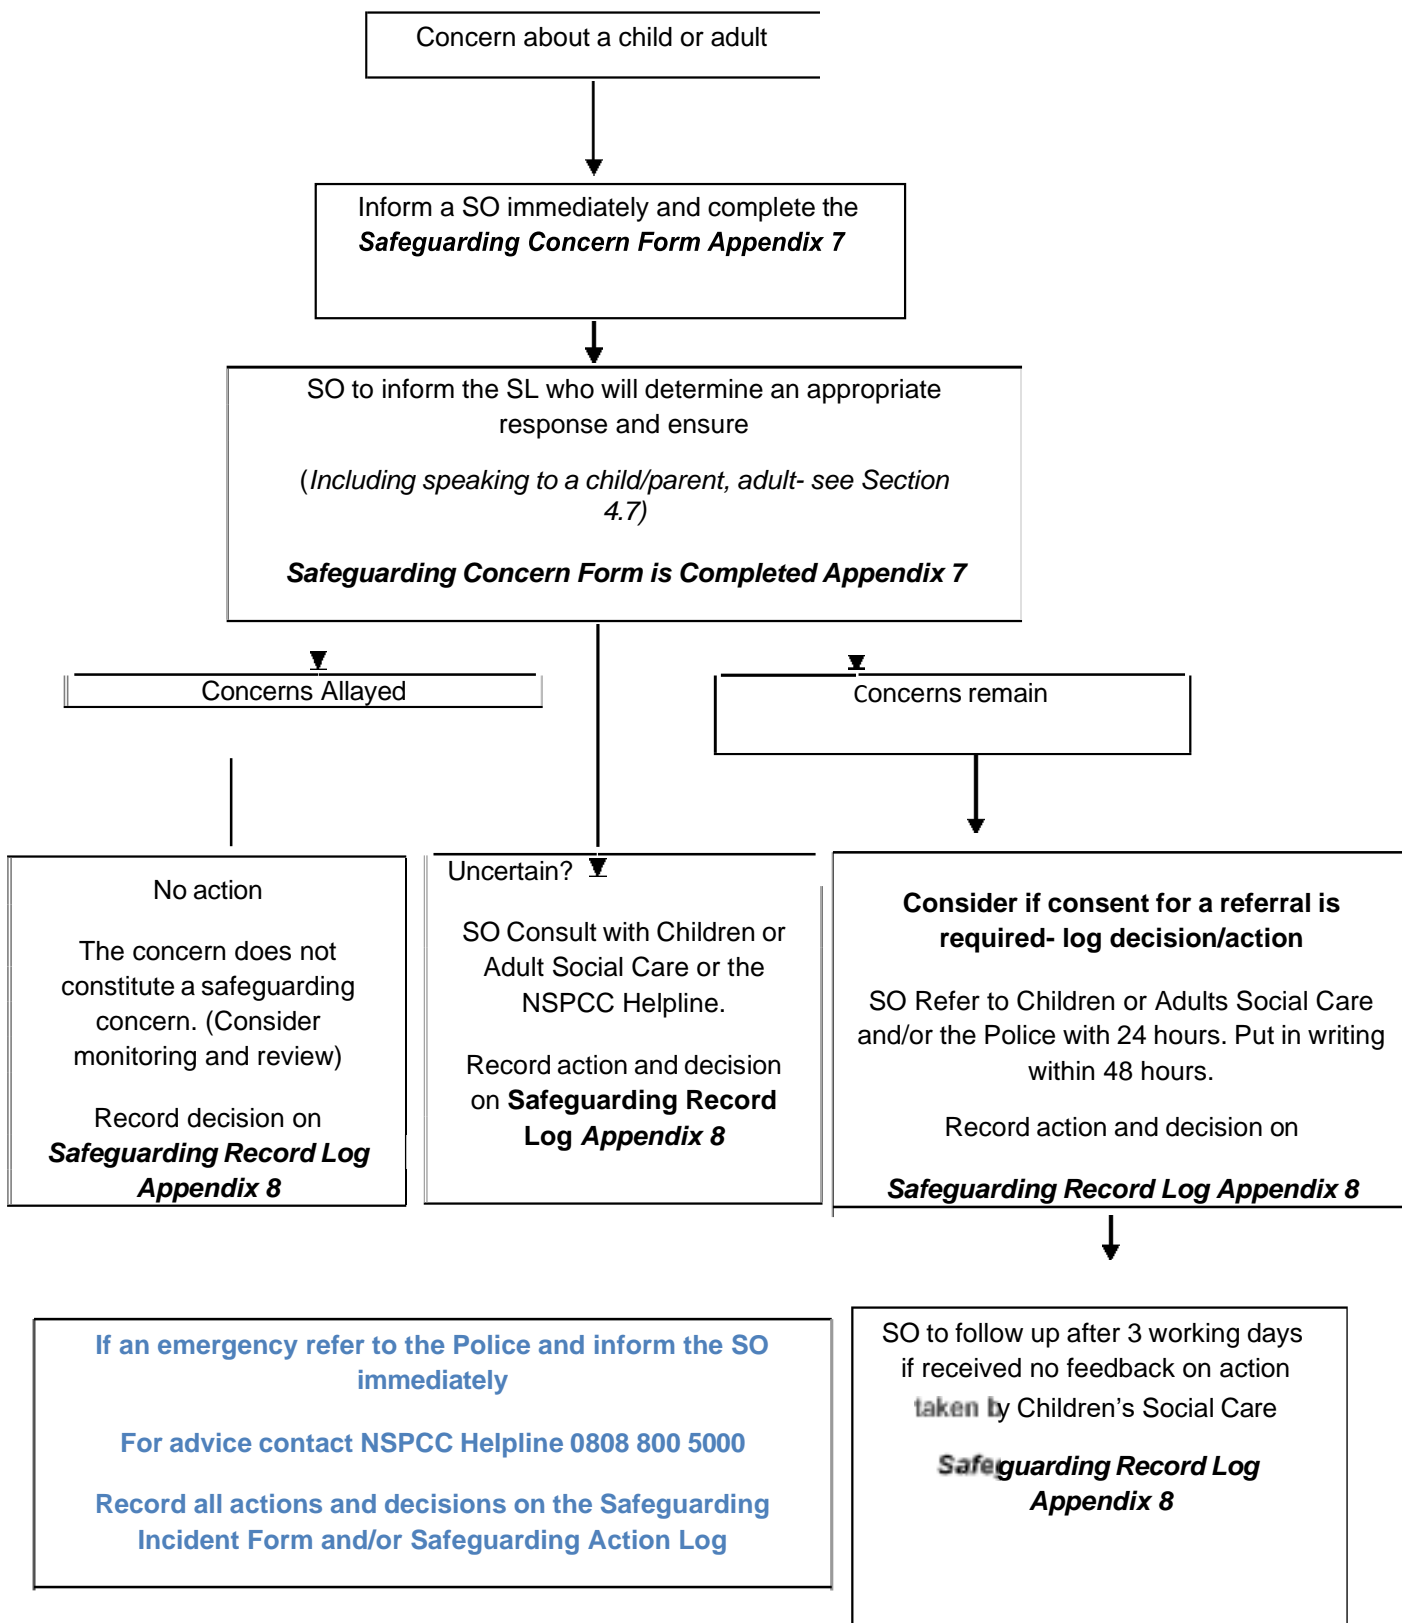 Concern about a child or adult
Inform a SO immediately and complete the
Safeguarding Concern Form Appendix 7
SO to inform the SL who will determine an appropriate
response and ensure
(Including speaking to a child/parent, adult- see Section
4.7)
Safeguarding Concern Form is Completed Appendix 7
Concerns Allayed
Concerns remain
No action
The concern does not
constitute a safeguarding
concern. (Consider
monitoring and review)
Record decision on
Safeguarding Record Log
Appendix 8
Uncertain?
SO Consult with Children or
Adult Social Care or the
NSPCC Helpline.
Record action and decision
on Safeguarding Record
Log Appendix 8
Consider if consent for a referral is
required- log decision/action
SO Refer to Children or Adults Social Care
and/or the Police with 24 hours. Put in writing
within 48 hours.
Record action and decision on
Safeguarding Record Log Appendix 8
If an emergency refer to the Police and inform the SO
immediately
For advice contact NSPCC Helpline 0808 800 5000
Record all actions and decisions on the Safeguarding
Incident Form and/or Safeguarding Action Log
SO to follow up after 3 working days
if received no feedback on action
taken by Children’s Social Care
Safeguarding Record Log
Appendix 8